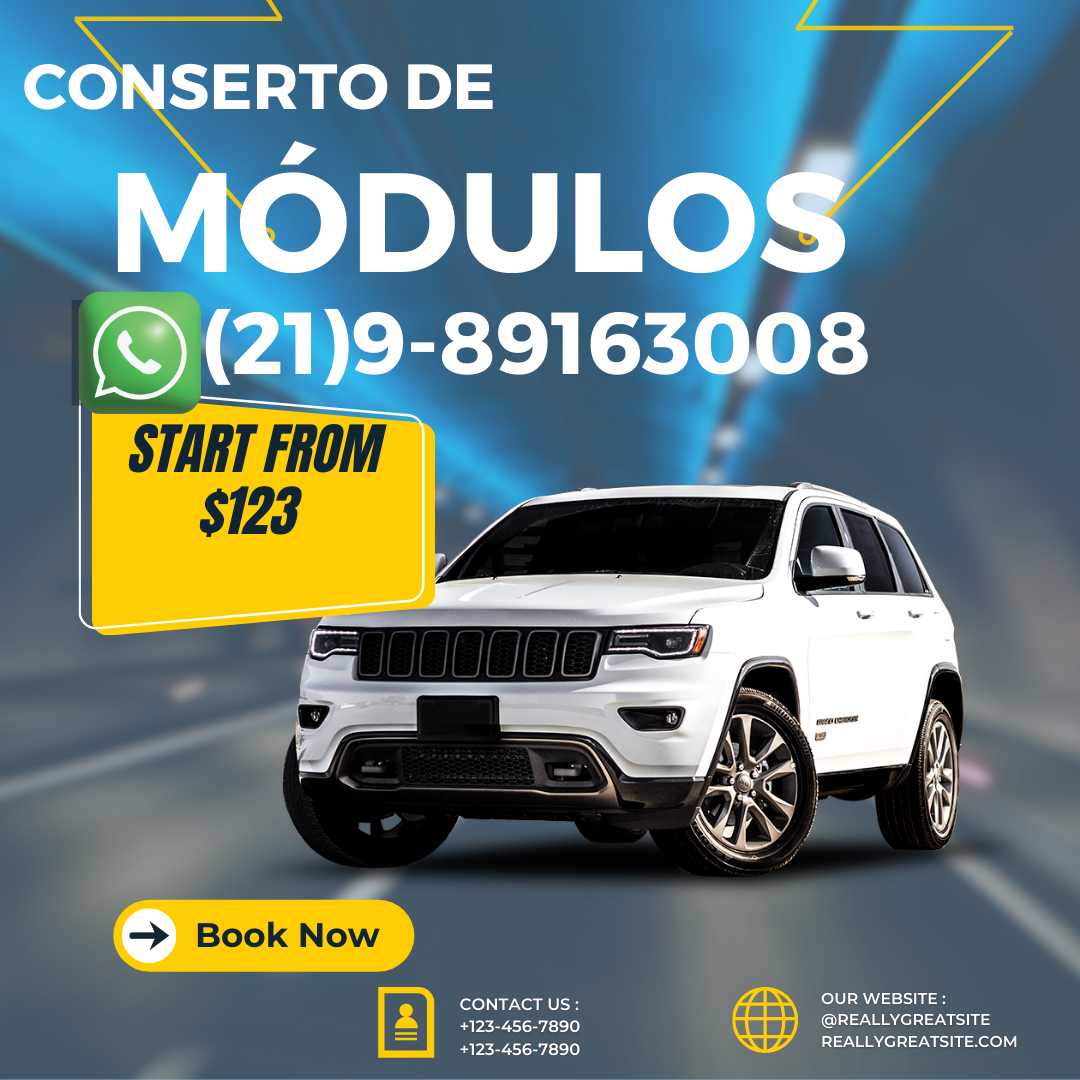 CONSERTO DE
MÓDULOS
(21)9-89163008
START FROM
$123
Book Now
CONTACT US :
+123-456-7890
+123-456-7890
OUR WEBSITE :
@REALLYGREATSITE
REALLYGREATSITE.COM